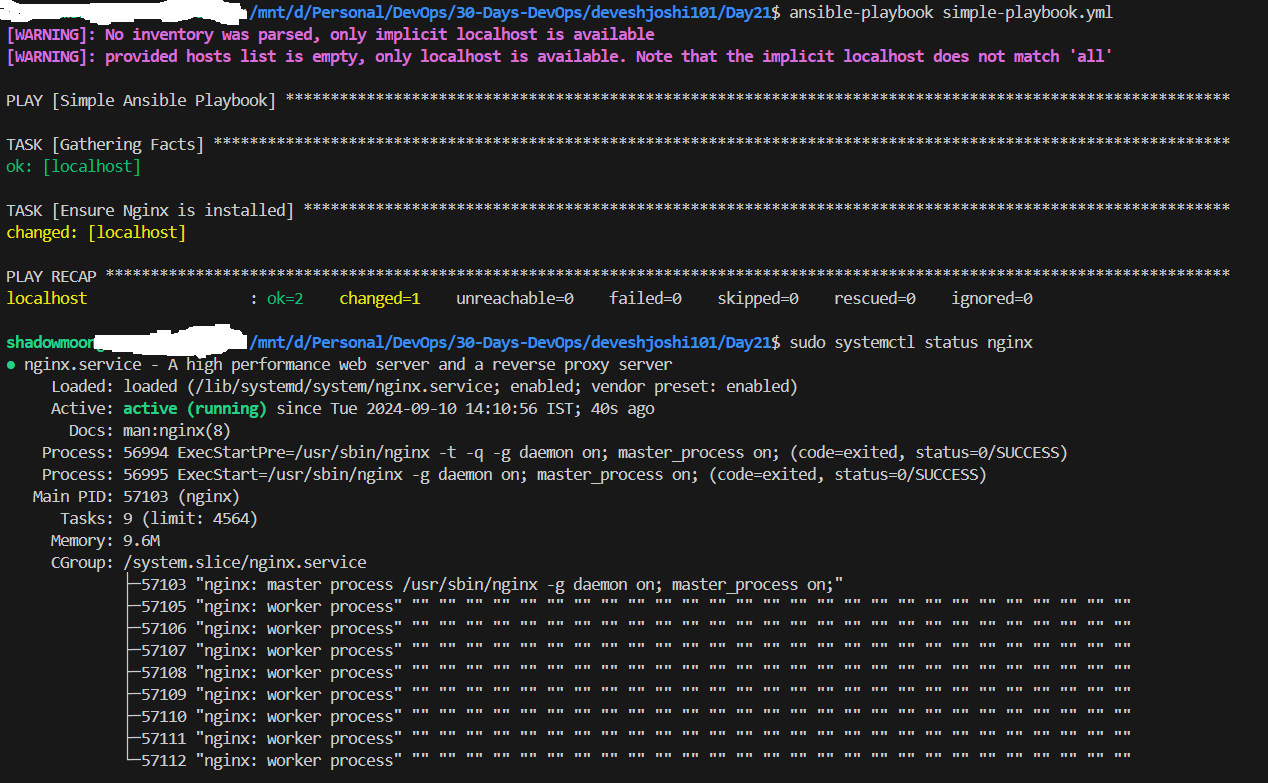 /mnt/d/Personal/DevOps/30-Days-DevOps/deveshjoshi101/Day21$ ansible-playbook simple-playbook.yml
[WARNING]: No inventory was parsed, only implicit localhost is available
[WARNING]: provided hosts list is empty, only localhost is available. Note that the implicit localhost does not match 'all'
PLAY [Simple Ansible Playbook] *********************************************************************************************************
TASK [Gathering Facts] *****************************************************************************************************************
ok: [localhost]
TASK [Ensure Nginx is installed] *******************************************************************************************************
changed: [localhost]
PLAY RECAP *****************************************************************************************************************************
localhost                  : ok=2    changed=1    unreachable=0    failed=0    skipped=0    rescued=0    ignored=0
/mnt/d/Personal/DevOps/30-Days-DevOps/deveshjoshi101/Day21$ sudo systemctl status nginx
● nginx.service - A high performance web server and a reverse proxy server
Loaded: loaded (/lib/systemd/system/nginx.service; enabled; vendor preset: enabled)
Active: active (running) since Tue 2024-09-10 14:10:56 IST; 40s ago
Docs: man:nginx(8)
Process: 56994 ExecStartPre=/usr/sbin/nginx -t -q -g daemon on; master_process on; (code=exited, status=0/SUCCESS)
Process: 56995 ExecStart=/usr/sbin/nginx -g daemon on; master_process on; (code=exited, status=0/SUCCESS)
Main PID: 57103 (nginx)
Tasks: 9 (limit: 4564)
Memory: 9.6M
CGroup: /system.slice/nginx.service
├─57103 "nginx: master process /usr/sbin/nginx -g daemon on; master_process on;"
├─57105 "nginx: worker process" "" "" "" "" "" "" "" "" "" "" "" "" "" "" "" "" "" "" "" "" "" "" "" "" "" "" ""
├─57106 "nginx: worker process" "" "" "" "" "" "" "" "" "" "" "" "" "" "" "" "" "" "" "" "" "" "" "" "" "" "" ""
├─57107 "nginx: worker process" "" "" "" "" "" "" "" "" "" "" "" "" "" "" "" "" "" "" "" "" "" "" "" "" "" "" ""
├─57108 "nginx: worker process" "" "" "" "" "" "" "" "" "" "" "" "" "" "" "" "" "" "" "" "" "" "" "" "" "" "" ""
├─57109 "nginx: worker process" "" "" "" "" "" "" "" "" "" "" "" "" "" "" "" "" "" "" "" "" "" "" "" "" "" "" ""
├─57110 "nginx: worker process" "" "" "" "" "" "" "" "" "" "" "" "" "" "" "" "" "" "" "" "" "" "" "" "" "" "" ""
├─57111 "nginx: worker process" "" "" "" "" "" "" "" "" "" "" "" "" "" "" "" "" "" "" "" "" "" "" "" "" "" "" ""
└─57112 "nginx: worker process" "" "" "" "" "" "" "" "" "" "" "" "" "" "" "" "" "" "" "" "" "" "" "" "" "" "" ""